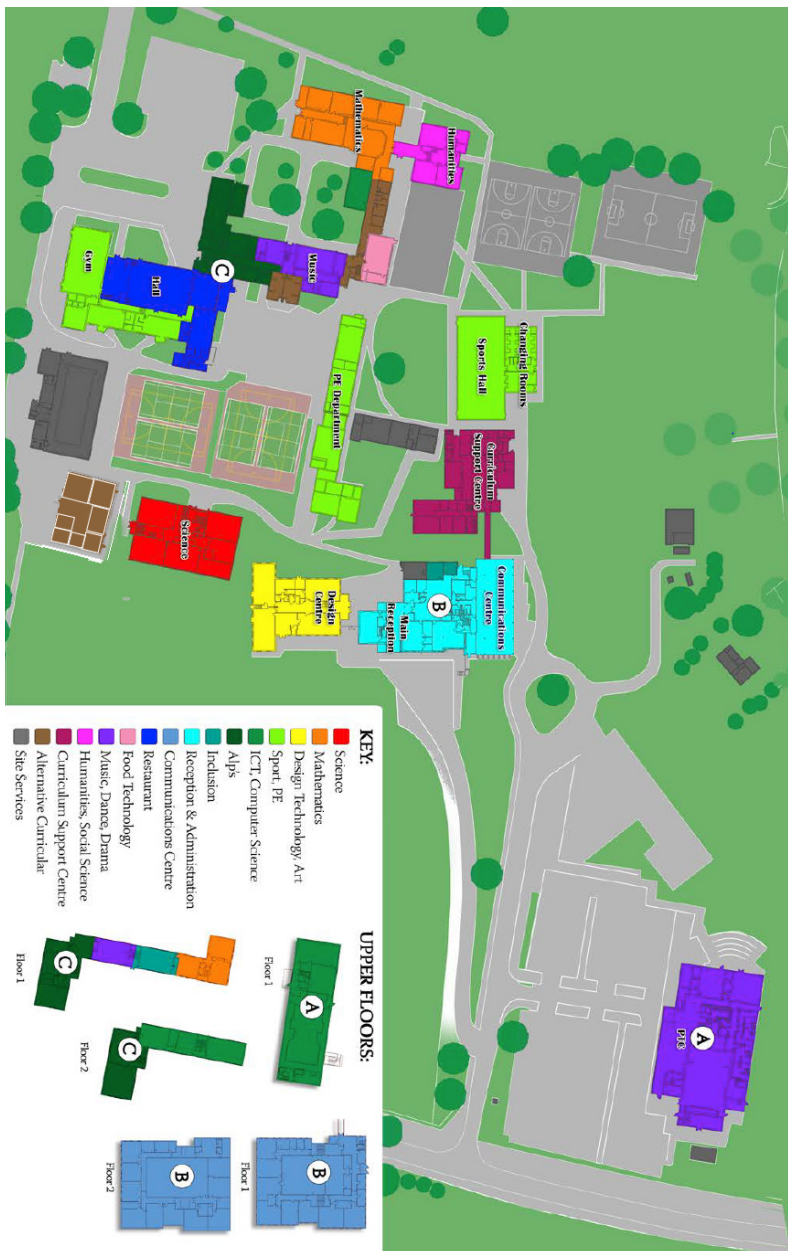 Mathematics
Humanities
Music
C
Hall
Gym
Changing Rooms
Sports Hall
PE Department
Curriculum
Support Centre
Science
Design
Centre
Communications
Centre
B
Main
Reception
A
PTC
KEY:
Science
Mathematics
Design Technology, Art
Sport, PE
ICT, Computer Science
Alp's
Inclusion
Reception & Administration
Communications Centre
Restaurant
Food Technology
Music, Dance, Drama
Humanities, Social Science
Curriculum Support Centre
Alternative Curricular
Site Services
UPPER FLOORS:
A
Floor 1
C
Floor 1
C
Floor 2
B
Floor 1
B
Floor 2